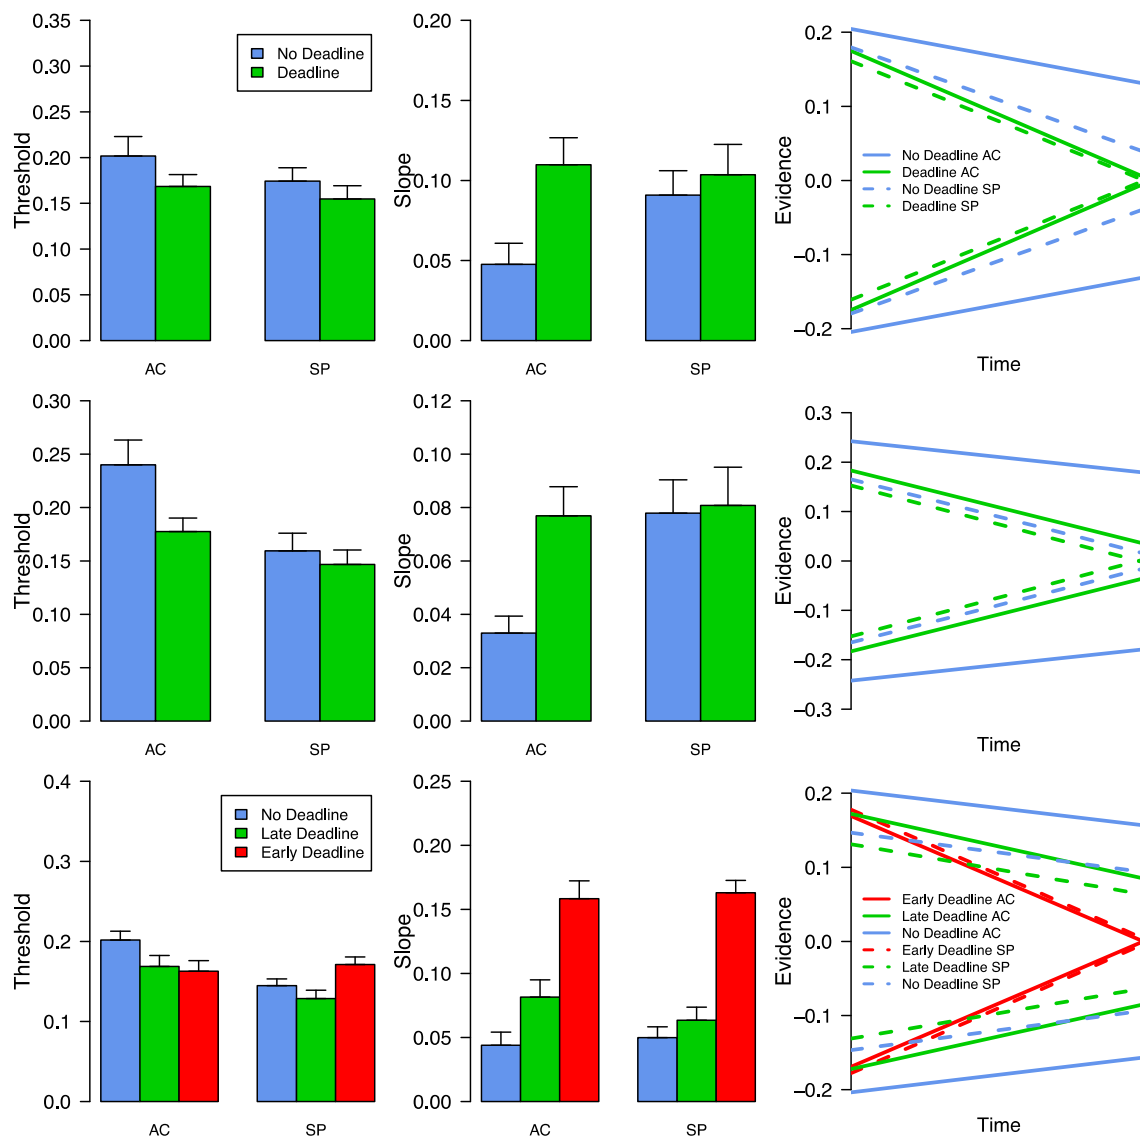 Threshold
0.35
0.30
0.25
0.20
0.15
0.10
0.05
0.00
No Deadline
Deadline
AC
SP
Slope
0.20
0.15
0.10
0.05
0.00
AC
SP
Evidence
0.2
0.1
0.0
−0.1
−0.2
No Deadline AC
Deadline AC
No Deadline SP
Deadline SP
Time
Threshold
0.30
0.25
0.20
0.15
0.10
0.05
0.00
AC
SP
Slope
0.12
0.10
0.08
0.06
0.04
0.02
0.00
AC
SP
Evidence
0.3
0.2
0.1
0.0
−0.1
−0.2
−0.3
Time
Threshold
0.4
0.3
0.2
0.1
0.0
No Deadline
Late Deadline
Early Deadline
AC
SP
Slope
0.25
0.20
0.15
0.10
0.05
0.00
AC
SP
Evidence
0.2
0.1
0.0
−0.1
−0.2
Early Deadline AC
Late Deadline AC
No Deadline AC
Early Deadline SP
Late Deadline SP
No Deadline SP
Time